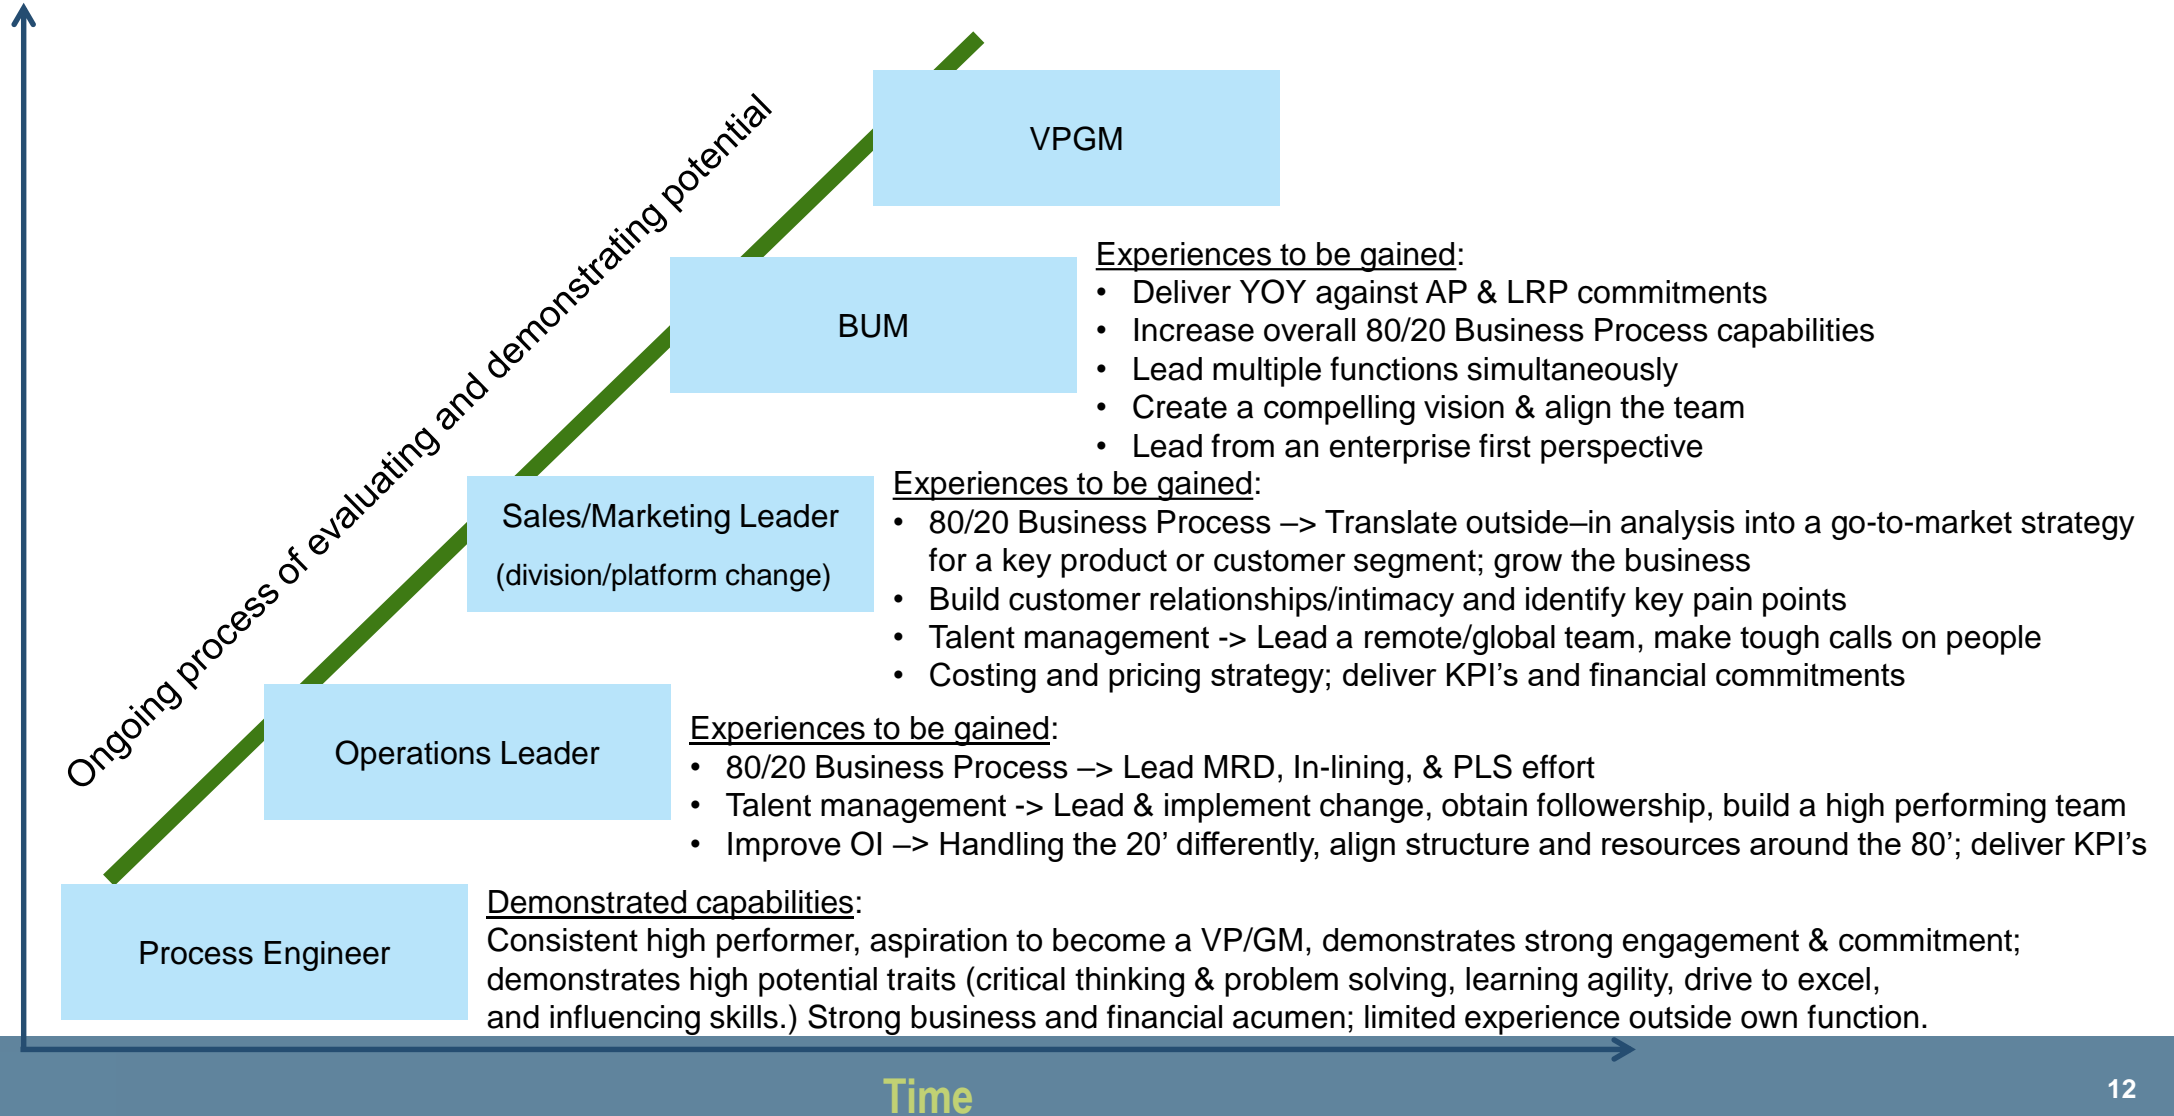 VPGM
Ongoing process of evaluating and demonstrating potential
BUM
Experiences to be gained:
• Deliver YOY against AP & LRP commitments
• Increase overall 80/20 Business Process capabilities
• Lead multiple functions simultaneously
• Create a compelling vision & align the team
• Lead from an enterprise first perspective
Sales/Marketing Leader
(division/platform change)
Experiences to be gained:
• 80/20 Business Process –> Translate outside–in analysis into a go-to-market strategy
for a key product or customer segment; grow the business
• Build customer relationships/intimacy and identify key pain points
• Talent management -> Lead a remote/global team, make tough calls on people
• Costing and pricing strategy; deliver KPI’s and financial commitments
Operations Leader
Experiences to be gained:
• 80/20 Business Process –> Lead MRD, In-lining, & PLS effort
• Talent management -> Lead & implement change, obtain followership, build a high performing team
• Improve OI –> Handling the 20’ differently, align structure and resources around the 80’; deliver KPI’s
Process Engineer
Demonstrated capabilities:
Consistent high performer, aspiration to become a VP/GM, demonstrates strong engagement & commitment;
demonstrates high potential traits (critical thinking & problem solving, learning agility, drive to excel,
and influencing skills.) Strong business and financial acumen; limited experience outside own function.
Time
12